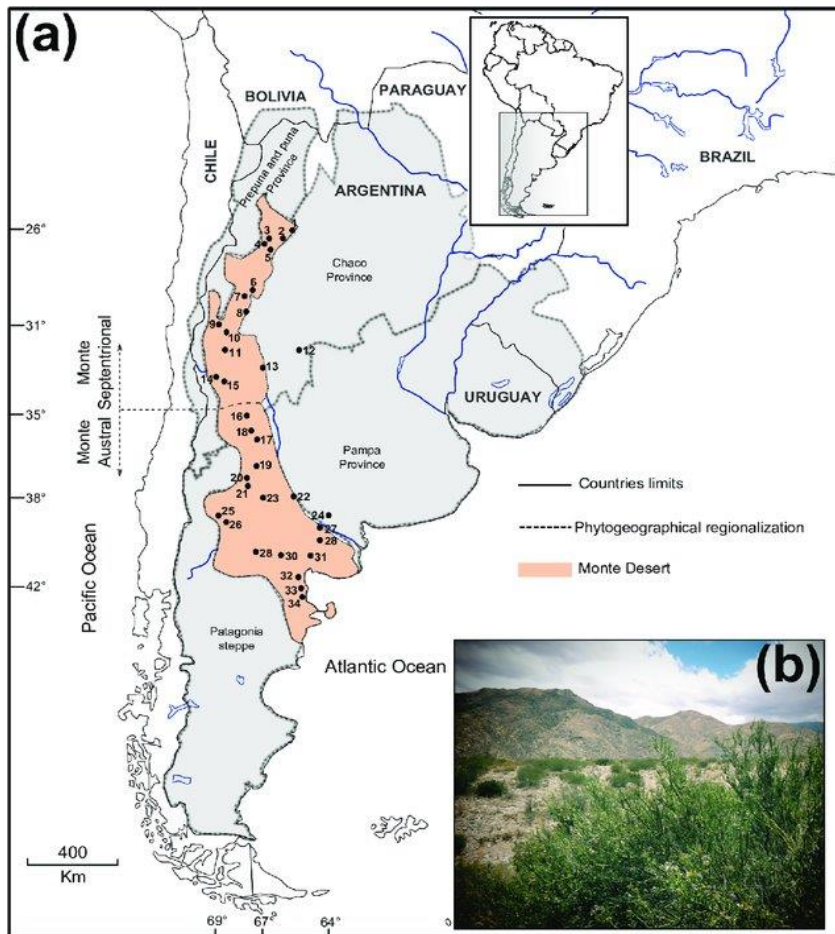 (a)
BOLIVIA
PARAGUAY
CHILE
BRAZIL
Prepuna and puna
Province
ARGENTINA
26°
3
2
1
4
5
Chaco
Province
6
7
8
31°
9
10
11
12
13
14
15
Monte
Septentrional
URUGUAY
35°
16
18
17
Monte
Austral
Pampa
Province
19
20
21
38°
23
22
24
25
26
27
28
28
30
31
32
33
34
42°
Countries limits
Phytogeographical regionalization
Monte Desert
Pacific Ocean
Patagonia
steppe
Atlantic Ocean
(b)
400
Km
69°
67°
64°
0